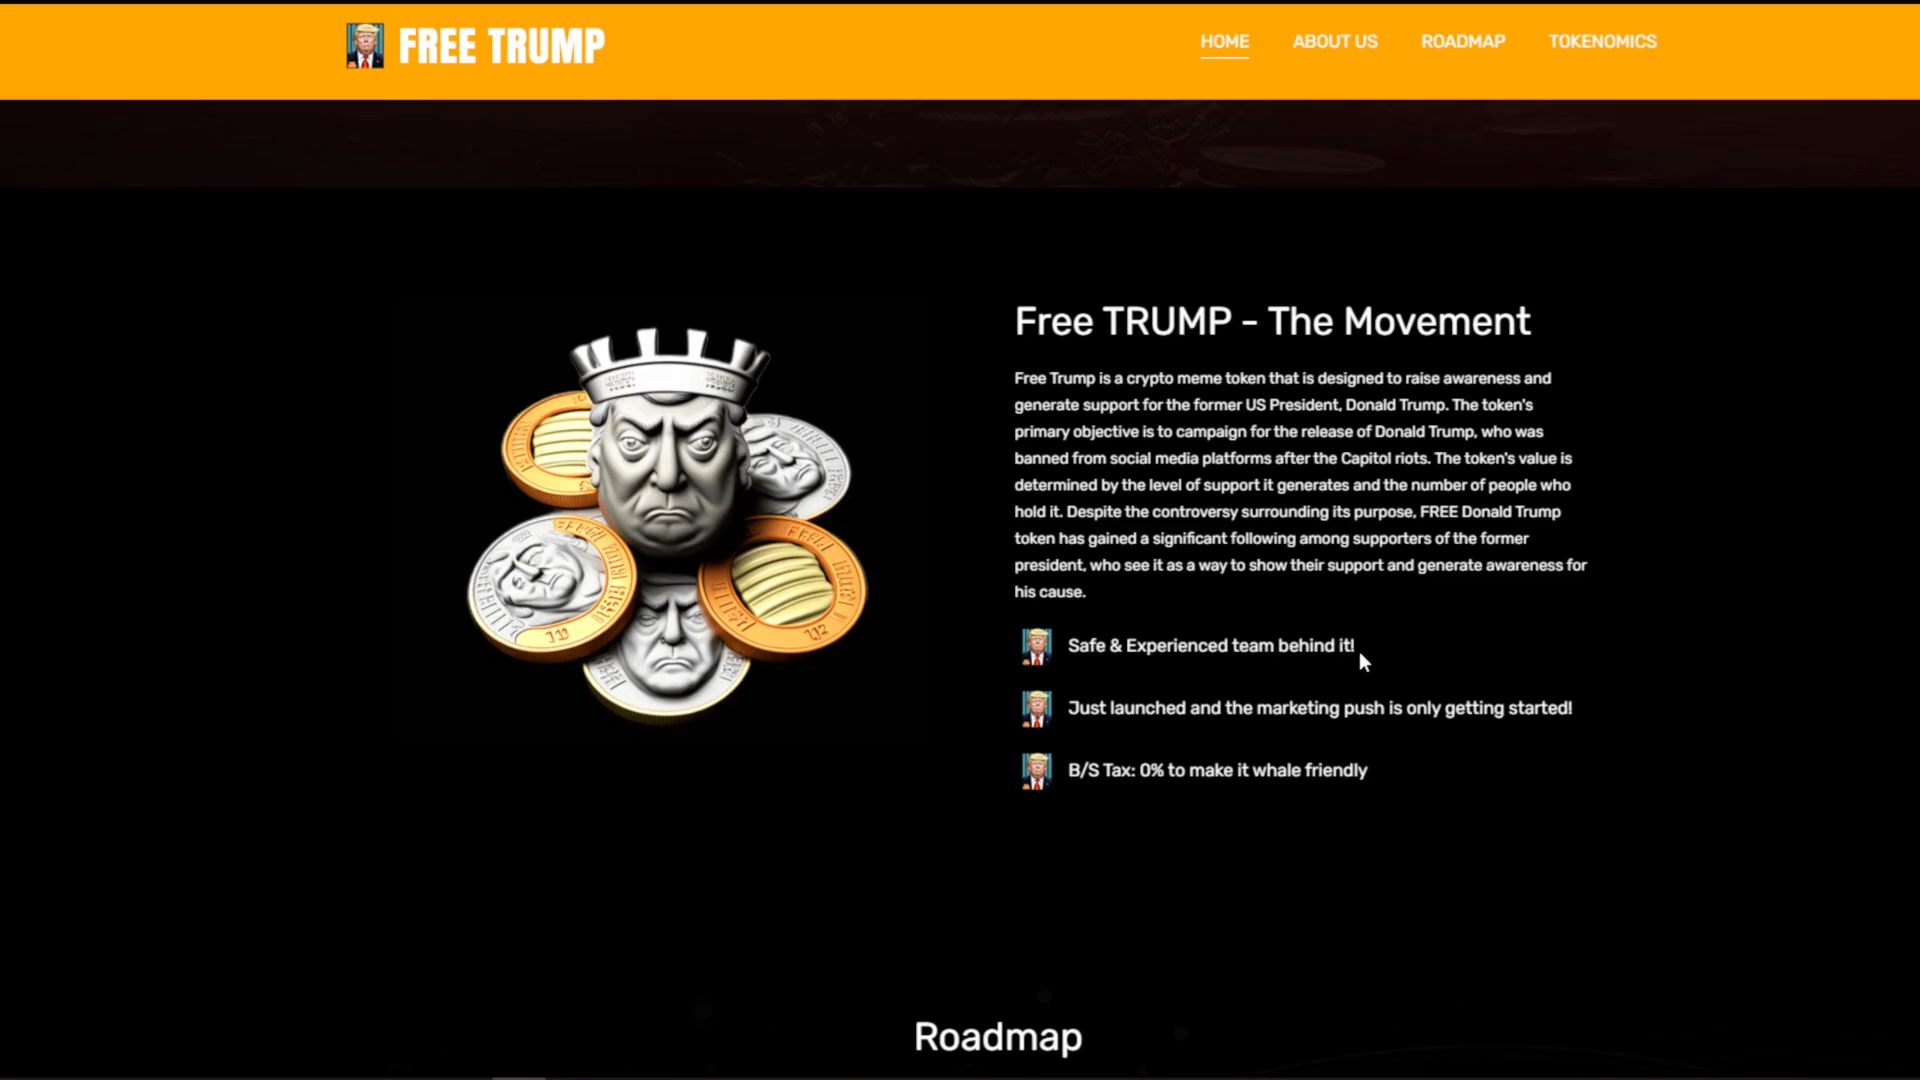 FREE TRUMP
HOME
ABOUT US
ROADMAP
TOKENOMICS
Free TRUMP - The Movement
Free Trump is a crypto meme token that is designed to raise awareness and
generate support for the former US President, Donald Trump. The token's
primary objective is to campaign for the release of Donald Trump, who was
banned from social media platforms after the Capitol riots. The token's value is
determined by the level of support it generates and the number of people who
hold it. Despite the controversy surrounding its purpose, FREE Donald Trump
token has gained a significant following among supporters of the former
president, who see it as a way to show their support and generate awareness for
his cause.
Safe & Experienced team behind it!
Just launched and the marketing push is only getting started!
B/S Tax: 0% to make it whale friendly
Roadmap